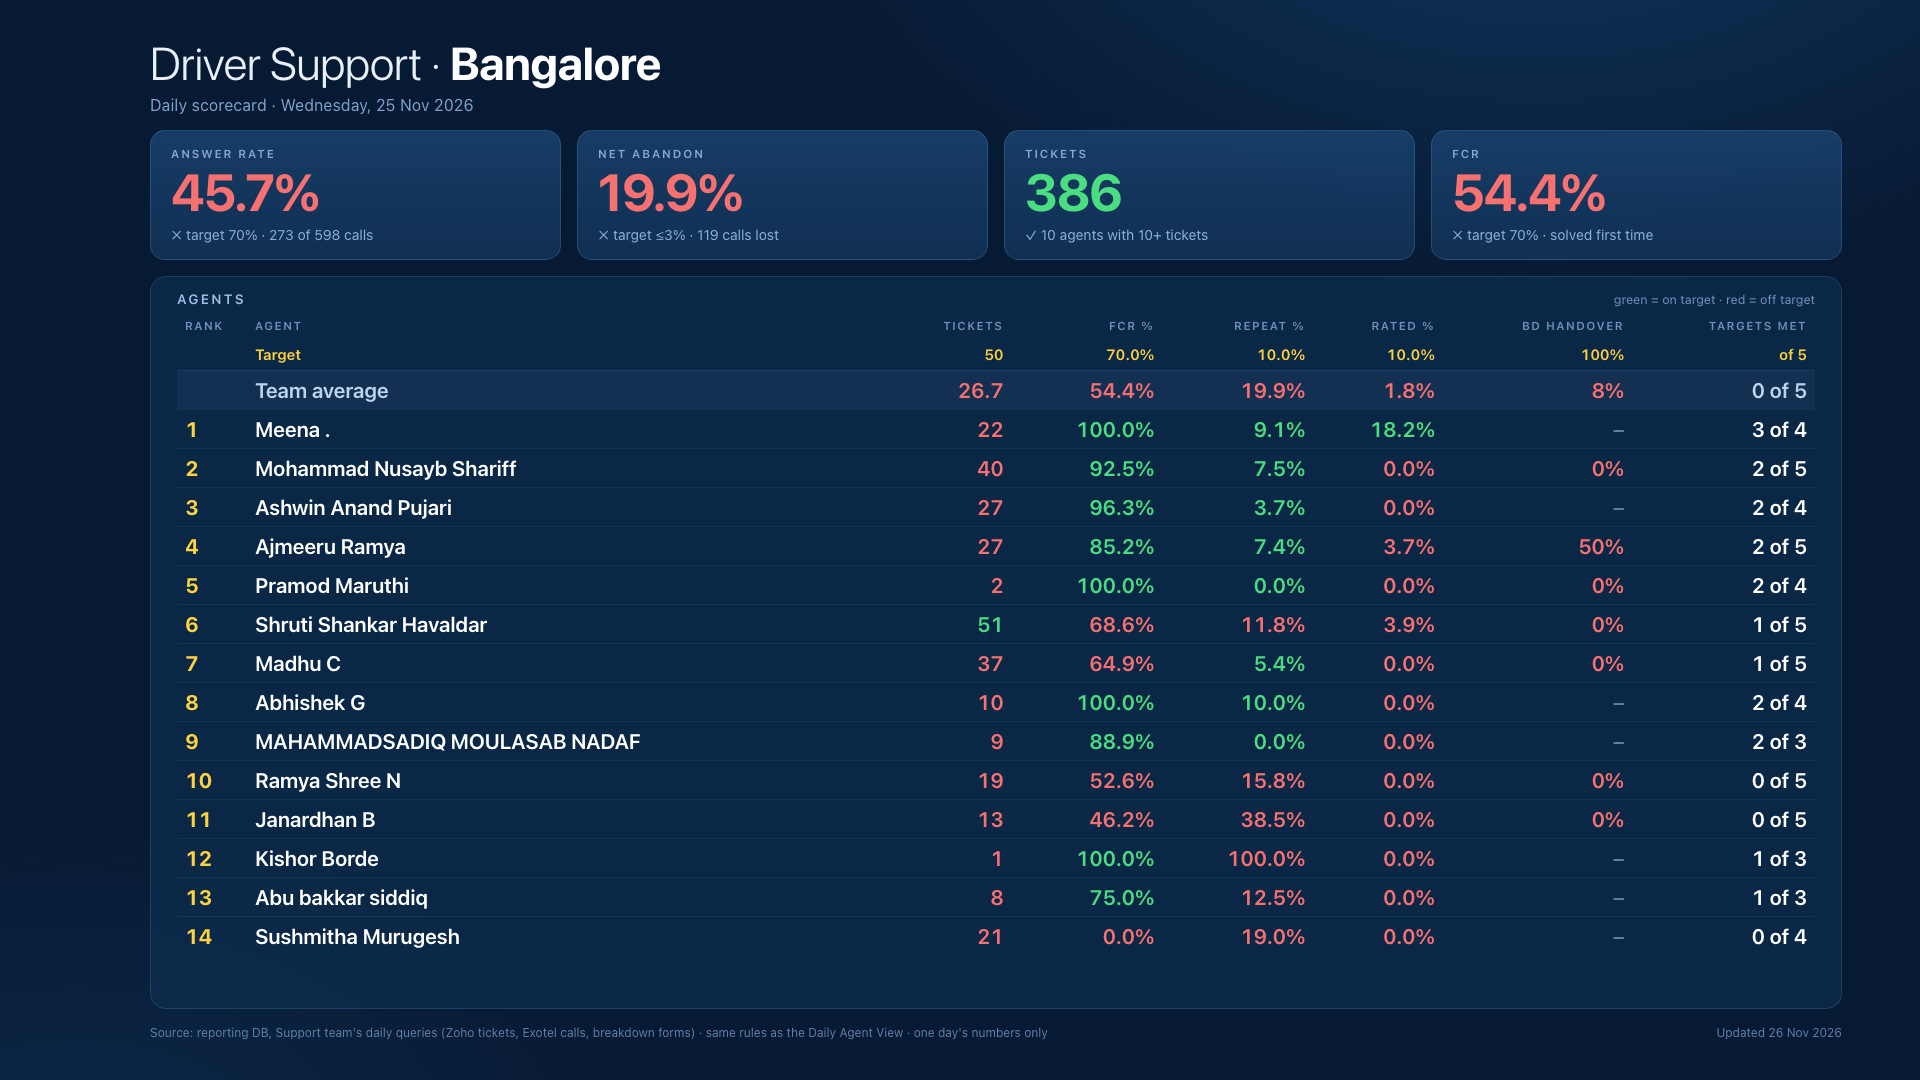 Driver Support · Bangalore
Daily scorecard · Wednesday, 25 Nov 2026
ANSWER RATE
45.7%
✕ target 70% · 273 of 598 calls
NET ABANDON
19.9%
✕ target ≤3% · 119 calls lost
TICKETS
386
✓ 10 agents with 10+ tickets
FCR
54.4%
✕ target 70% · solved first time
AGENTS green = on target · red = off target
RANK AGENT TICKETS FCR % REPEAT % RATED % BD HANDOVER TARGETS MET
Target 50 70.0% 10.0% 10.0% 100% of 5
Team average 26.7 54.4% 19.9% 1.8% 8% 0 of 5
1 Meena . 22 100.0% 9.1% 18.2% – 3 of 4
2 Mohammad Nusayb Shariff 40 92.5% 7.5% 0.0% 0% 2 of 5
3 Ashwin Anand Pujari 27 96.3% 3.7% 0.0% – 2 of 4
4 Ajmeeru Ramya 27 85.2% 7.4% 3.7% 50% 2 of 5
5 Pramod Maruthi 2 100.0% 0.0% 0.0% 0% 2 of 4
6 Shruti Shankar Havaldar 51 68.6% 11.8% 3.9% 0% 1 of 5
7 Madhu C 37 64.9% 5.4% 0.0% 0% 1 of 5
8 Abhishek G 10 100.0% 10.0% 0.0% – 2 of 4
9 MAHAMMADSADIQ MOULASAB NADAF 9 88.9% 0.0% 0.0% – 2 of 3
10 Ramya Shree N 19 52.6% 15.8% 0.0% 0% 0 of 5
11 Janardhan B 13 46.2% 38.5% 0.0% 0% 0 of 5
12 Kishor Borde 1 100.0% 100.0% 0.0% – 1 of 3
13 Abu bakkar siddiq 8 75.0% 12.5% 0.0% – 1 of 3
14 Sushmitha Murugesh 21 0.0% 19.0% 0.0% – 0 of 4
Source: reporting DB, Support team's daily queries (Zoho tickets, Exotel calls, breakdown forms) · same rules as the Daily Agent View · one day's numbers only
Updated 26 Nov 2026